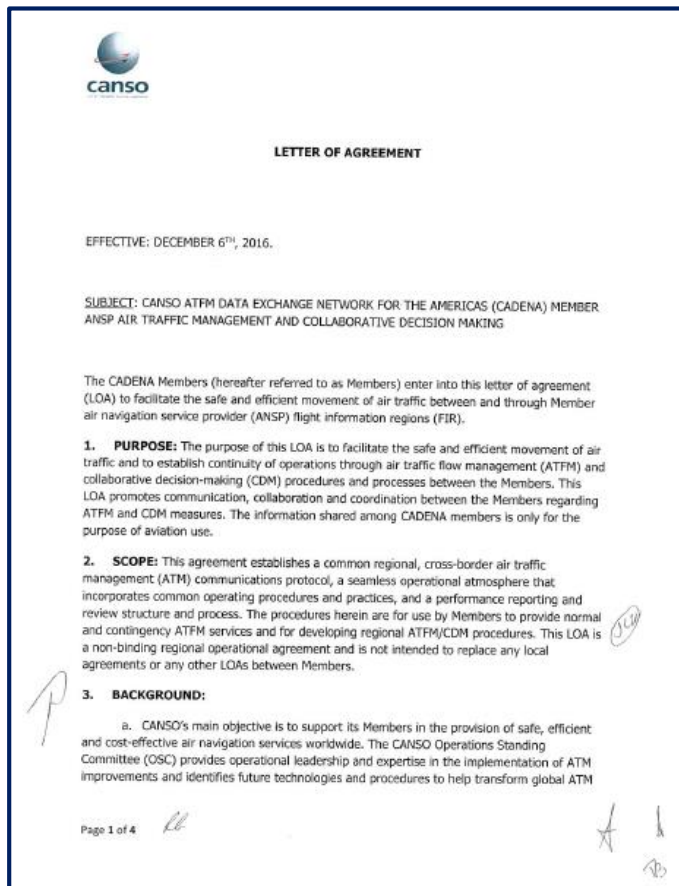 canso
LETTER OF AGREEMENT
EFFECTIVE: DECEMBER 6TH, 2016.
SUBJECT: CANSO ATFM DATA EXCHANGE NETWORK FOR THE AMERICAS (CADENA) MEMBER
ANSP AIR TRAFFIC MANAGEMENT AND COLLABORATIVE DECISION MAKING
The CADENA Members (hereafter referred to as Members) enter into this letter of agreement
(LOA) to facilitate the safe and efficient movement of air traffic between and through Member
air navigation service provider (ANSP) flight information regions (FIR).
1. PURPOSE: The purpose of this LOA is to facilitate the safe and efficient movement of air
traffic and to establish continuity of operations through air traffic flow management (ATFM) and
collaborative decision-making (CDM) procedures and processes between the Members. This
LOA promotes communication, collaboration and coordination between the Members regarding
ATFM and CDM measures. The information shared among CADENA members is only for the
purpose of aviation use.
2. SCOPE: This agreement establishes a common regional, cross-border air traffic
management (ATM) communications protocol, a seamless operational atmosphere that
incorporates common operating procedures and practices, and a performance reporting and
review structure and process. The procedures herein are for use by Members to provide normal
and contingency ATFM services and for developing regional ATFM/CDM procedures. This LOA is
a non-binding regional operational agreement and is not intended to replace any local
agreements or any other LOAs between Members.
3. BACKGROUND:
a. CANSO's main objective is to support its Members in the provision of safe, efficient
and cost-effective air navigation services worldwide. The CANSO Operations Standing
Committee (OSC) provides operational leadership and expertise in the implementation of ATM
improvements and identifies future technologies and procedures to help transform global ATM
Page 1 of 4